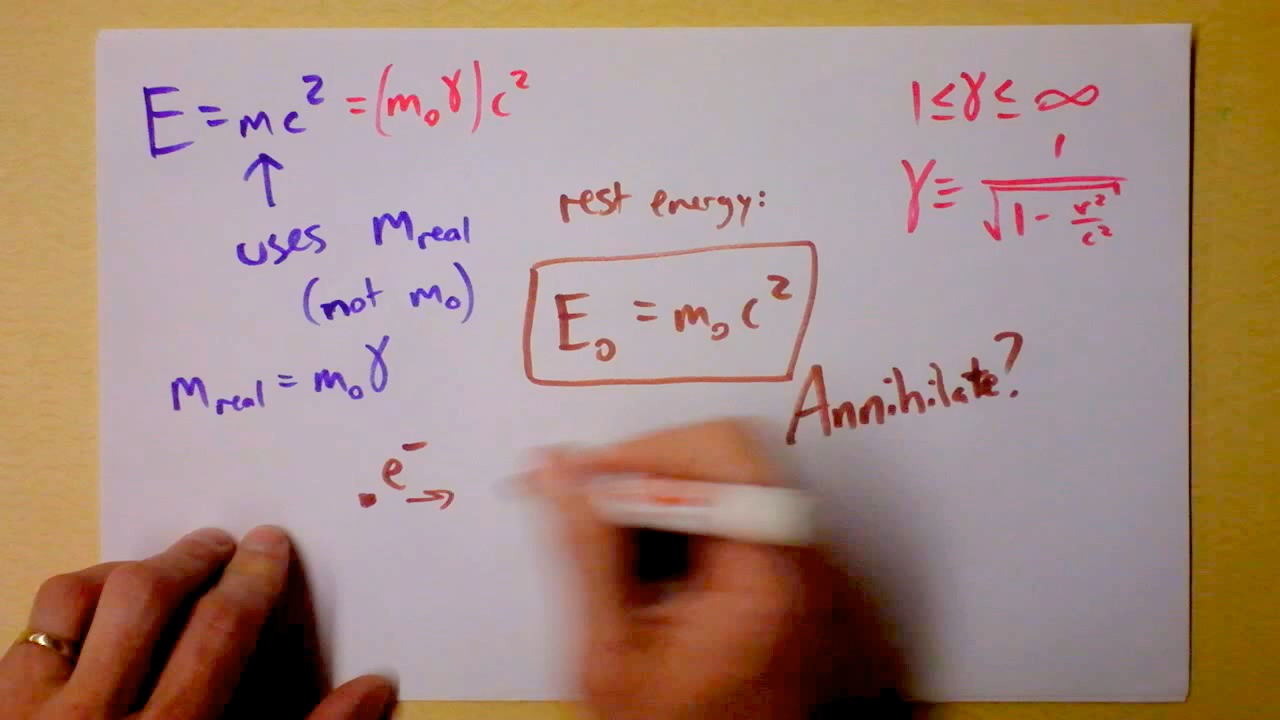 E = mc² = (m₀γ)c²
↑
uses m_real
(not m₀)
m_real = m₀γ
rest energy:
E₀ = m₀c²
1 ≤ γ ≤ ∞
γ ≡ 1/√(1 - v²/c²)
Annihilate?
e⁻ →